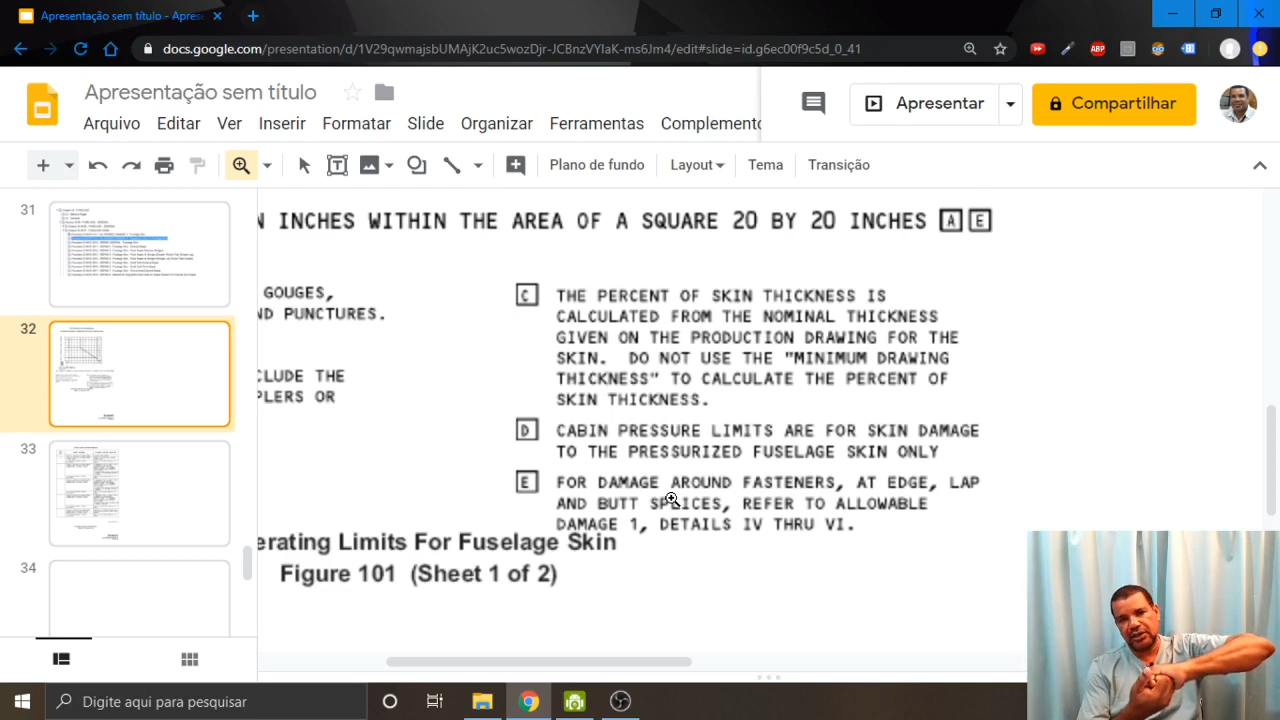 Apresentação sem título - Apres
docs.google.com/presentation/d/1V29qwmajsbUMAjK2uc5wozDjr-JCBnzVYIaK-ms6Jm4/edit#slide=id.g6ec00f9c5d_0_41
ABP
Apresentação sem título
Apresentar
Compartilhar
Arquivo Editar Ver Inserir Formatar Slide Organizar Ferramentas Complemento
Plano de fundo Layout Tema Transição
31
32
33
34
N INCHES WITHIN THE AREA OF A SQUARE 20 BY 20 INCHES A E
GOUGES,
ND PUNCTURES.
CLUDE THE
PLERS OR
C THE PERCENT OF SKIN THICKNESS IS
CALCULATED FROM THE NOMINAL THICKNESS
GIVEN ON THE PRODUCTION DRAWING FOR THE
SKIN. DO NOT USE THE "MINIMUM DRAWING
THICKNESS" TO CALCULATE THE PERCENT OF
SKIN THICKNESS.
D CABIN PRESSURE LIMITS ARE FOR SKIN DAMAGE
TO THE PRESSURIZED FUSELAGE SKIN ONLY
E FOR DAMAGE AROUND FASTENERS, AT EDGE, LAP
AND BUTT SPLICES, REFER TO ALLOWABLE
DAMAGE 1, DETAILS IV THRU VI.
erating Limits For Fuselage Skin
Figure 101 (Sheet 1 of 2)
Digite aqui para pesquisar